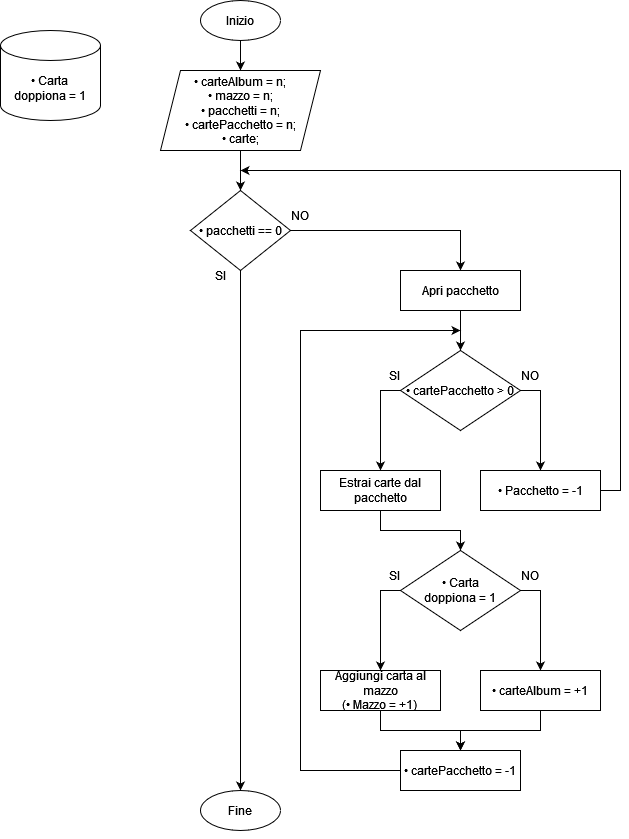 Inizio
• Carta
doppiona = 1
• carteAlbum = n;
• mazzo = n;
• pacchetti = n;
• cartePacchetto = n;
• carte;
• pacchetti == 0
NO
SI
Apri pacchetto
SI
NO
• cartePacchetto > 0
Estrai carte dal
pacchetto
• Pacchetto = -1
SI
NO
• Carta
doppiona = 1
Aggiungi carta al
mazzo
(• Mazzo = +1)
• carteAlbum = +1
• cartePacchetto = -1
Fine